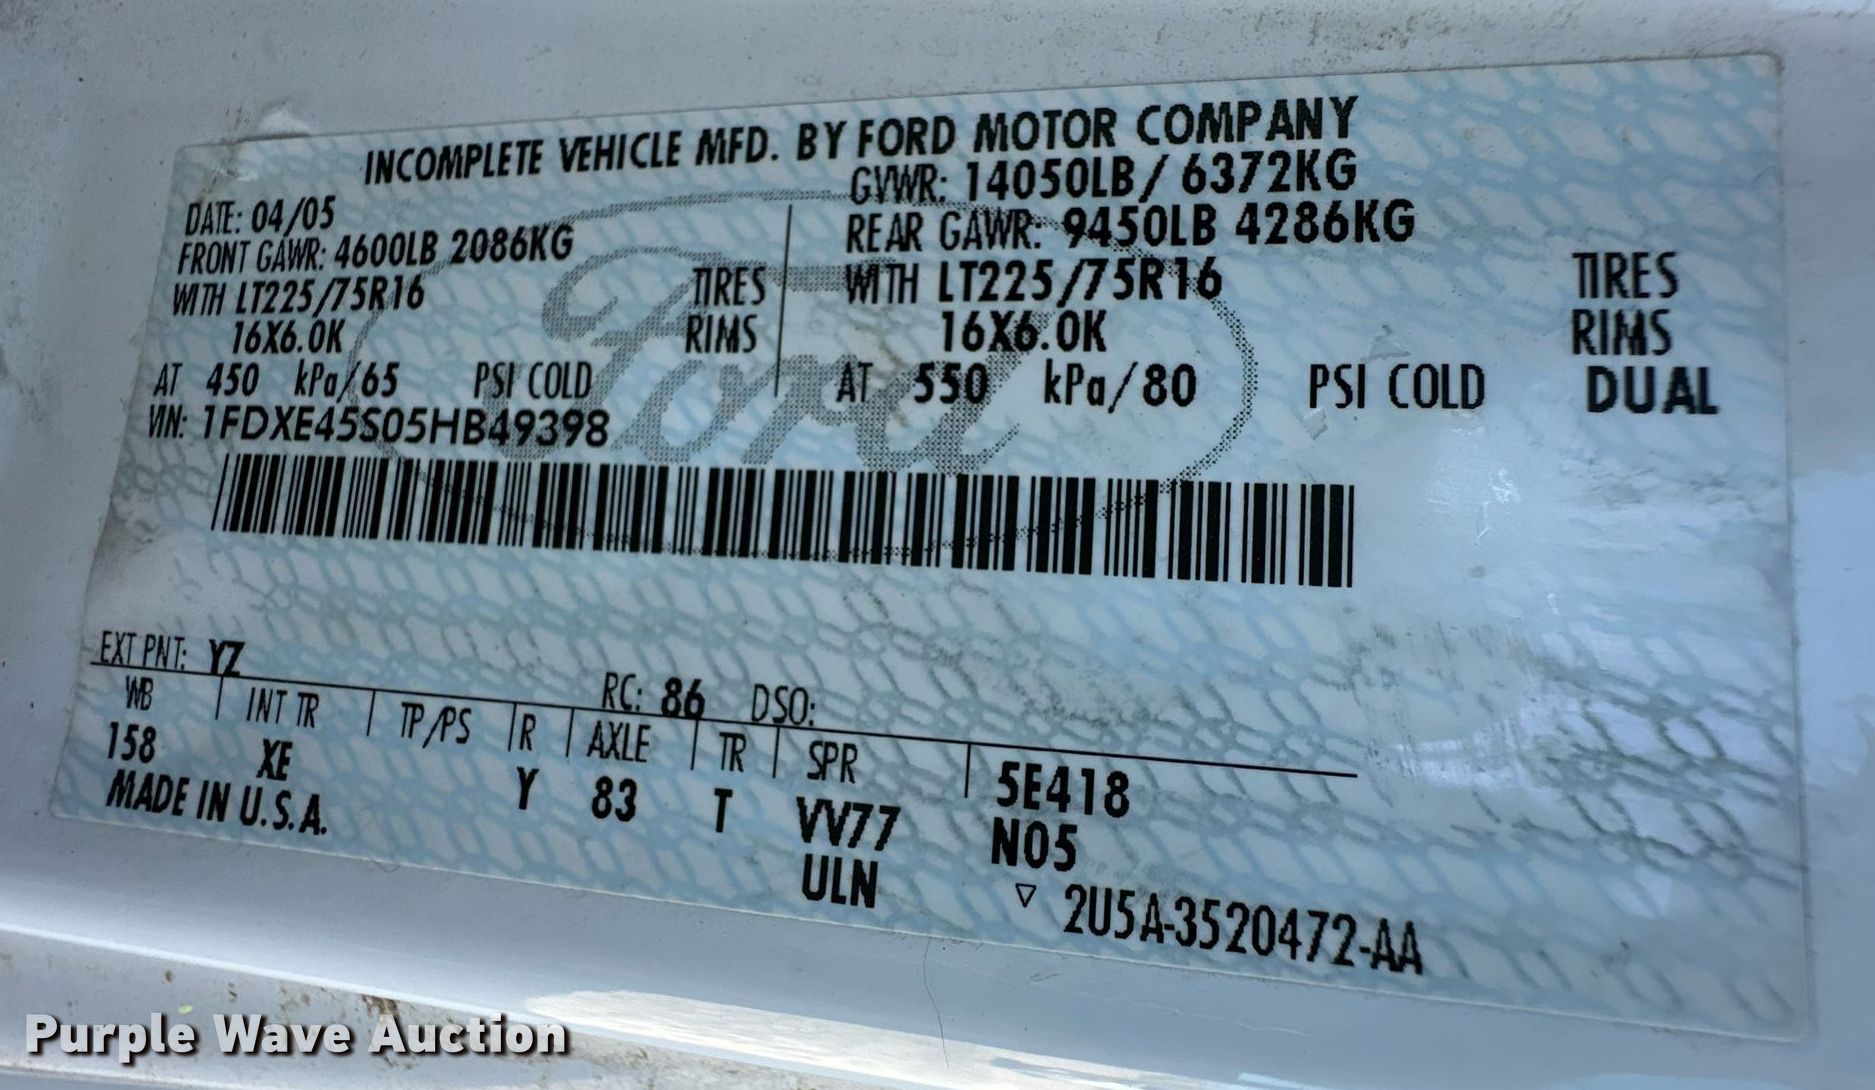 INCOMPLETE VEHICLE MFD. BY FORD MOTOR COMPANY
DATE: 04/05 GVWR: 14050LB/ 6372KG
FRONT GAWR: 4600LB 2086KG REAR GAWR: 9450LB 4286KG
WITH LT225/75R16 TIRES WITH LT225/75R16 TIRES
16X6.0K RIMS 16X6.0K RIMS
AT 450 kPa/65 PSI COLD AT 550 kPa/80 PSI COLD DUAL
VIN: 1FDXE45S05HB49398
Ford
EXT PNT: YZ RC: 86 DSO:
WB INT TR TP/PS R AXLE TR SPR 5E418
158 XE Y 83 T VV77 N05
MADE IN U.S.A. ULN
▽ 2U5A-3520472-AA
Purple Wave Auction